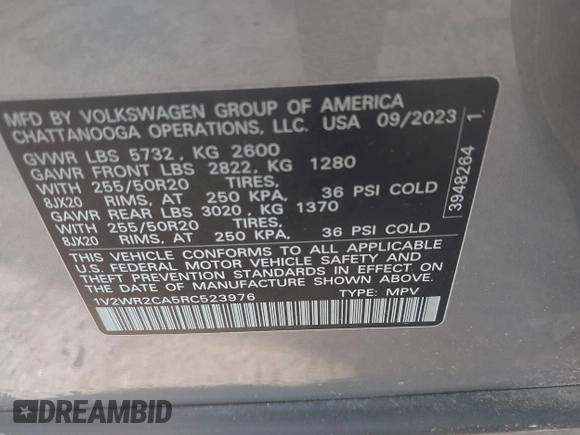 MFD BY VOLKSWAGEN GROUP OF AMERICA
CHATTANOOGA OPERATIONS, LLC. USA 09/2023
GVWR LBS 5732, KG 2600
GAWR FRONT LBS 2822, KG 1280
WITH 255/50R20 TIRES,
8JX20 RIMS, AT 250 KPA, 36 PSI COLD
GAWR REAR LBS 3020, KG 1370
WITH 255/50R20 TIRES,
8JX20 RIMS, AT 250 KPA. 36 PSI COLD
THIS VEHICLE CONFORMS TO ALL APPLICABLE
U.S. FEDERAL MOTOR VEHICLE SAFETY AND
THEFT PREVENTION STANDARDS IN EFFECT ON
THE DATE OF MANUFACTURE SHOWN ABOVE.
1V2WR2CA5RC523976 TYPE: MPV
3948264 1
DREAMBID